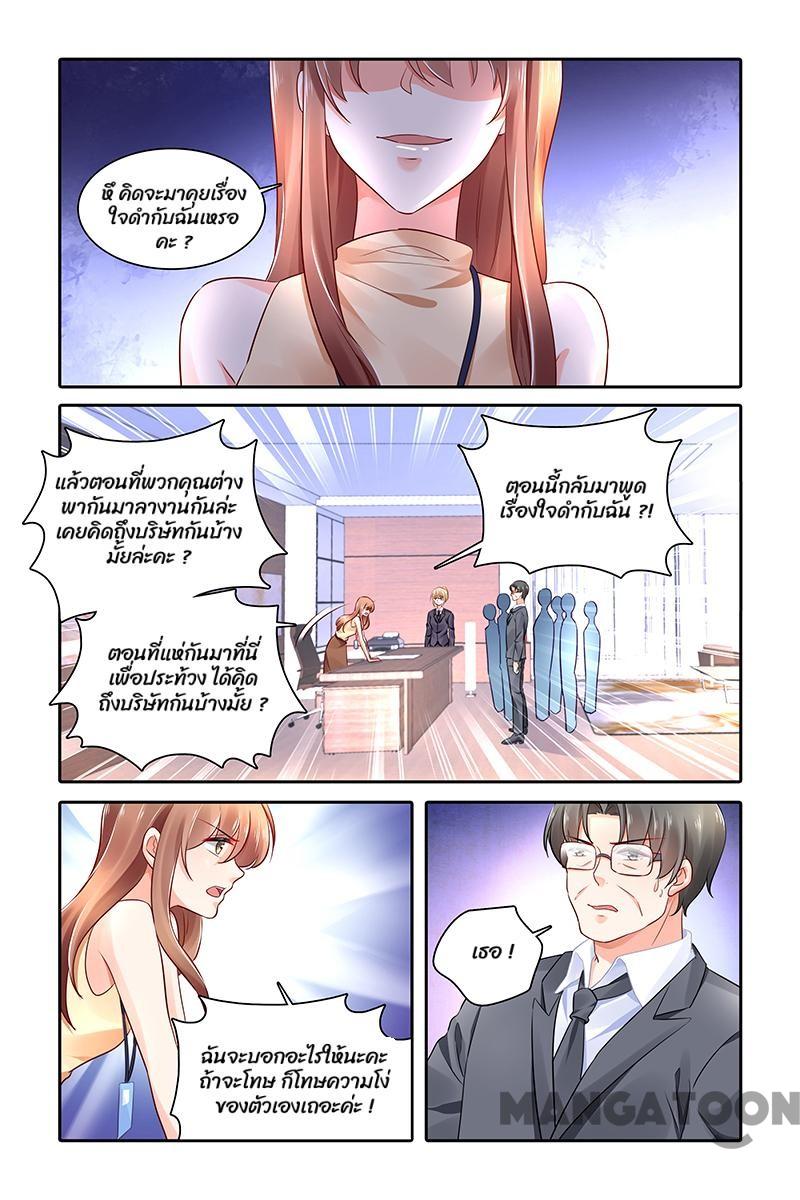 หึ คิดจะมาคุยเรื่อง
ใจดำกับฉันเหรอ
คะ ?
แล้วตอนที่พวกคุณต่าง
พากันมาลางานกันล่ะ
เคยคิดถึงบริษัทกันบ้าง
มั้ยล่ะคะ ?
ตอนนี้กลับมาพูด
เรื่องใจดำกับฉัน ?!
ตอนที่แห่กันมาที่นี่
เพื่อประท้วง ได้คิด
ถึงบริษัทกันบ้างมั้ย ?
ฉันจะบอกอะไรให้นะคะ
ถ้าจะโทษ ก็โทษความโง่
ของตัวเองเถอะค่ะ !
เธอ !
MANGATOON